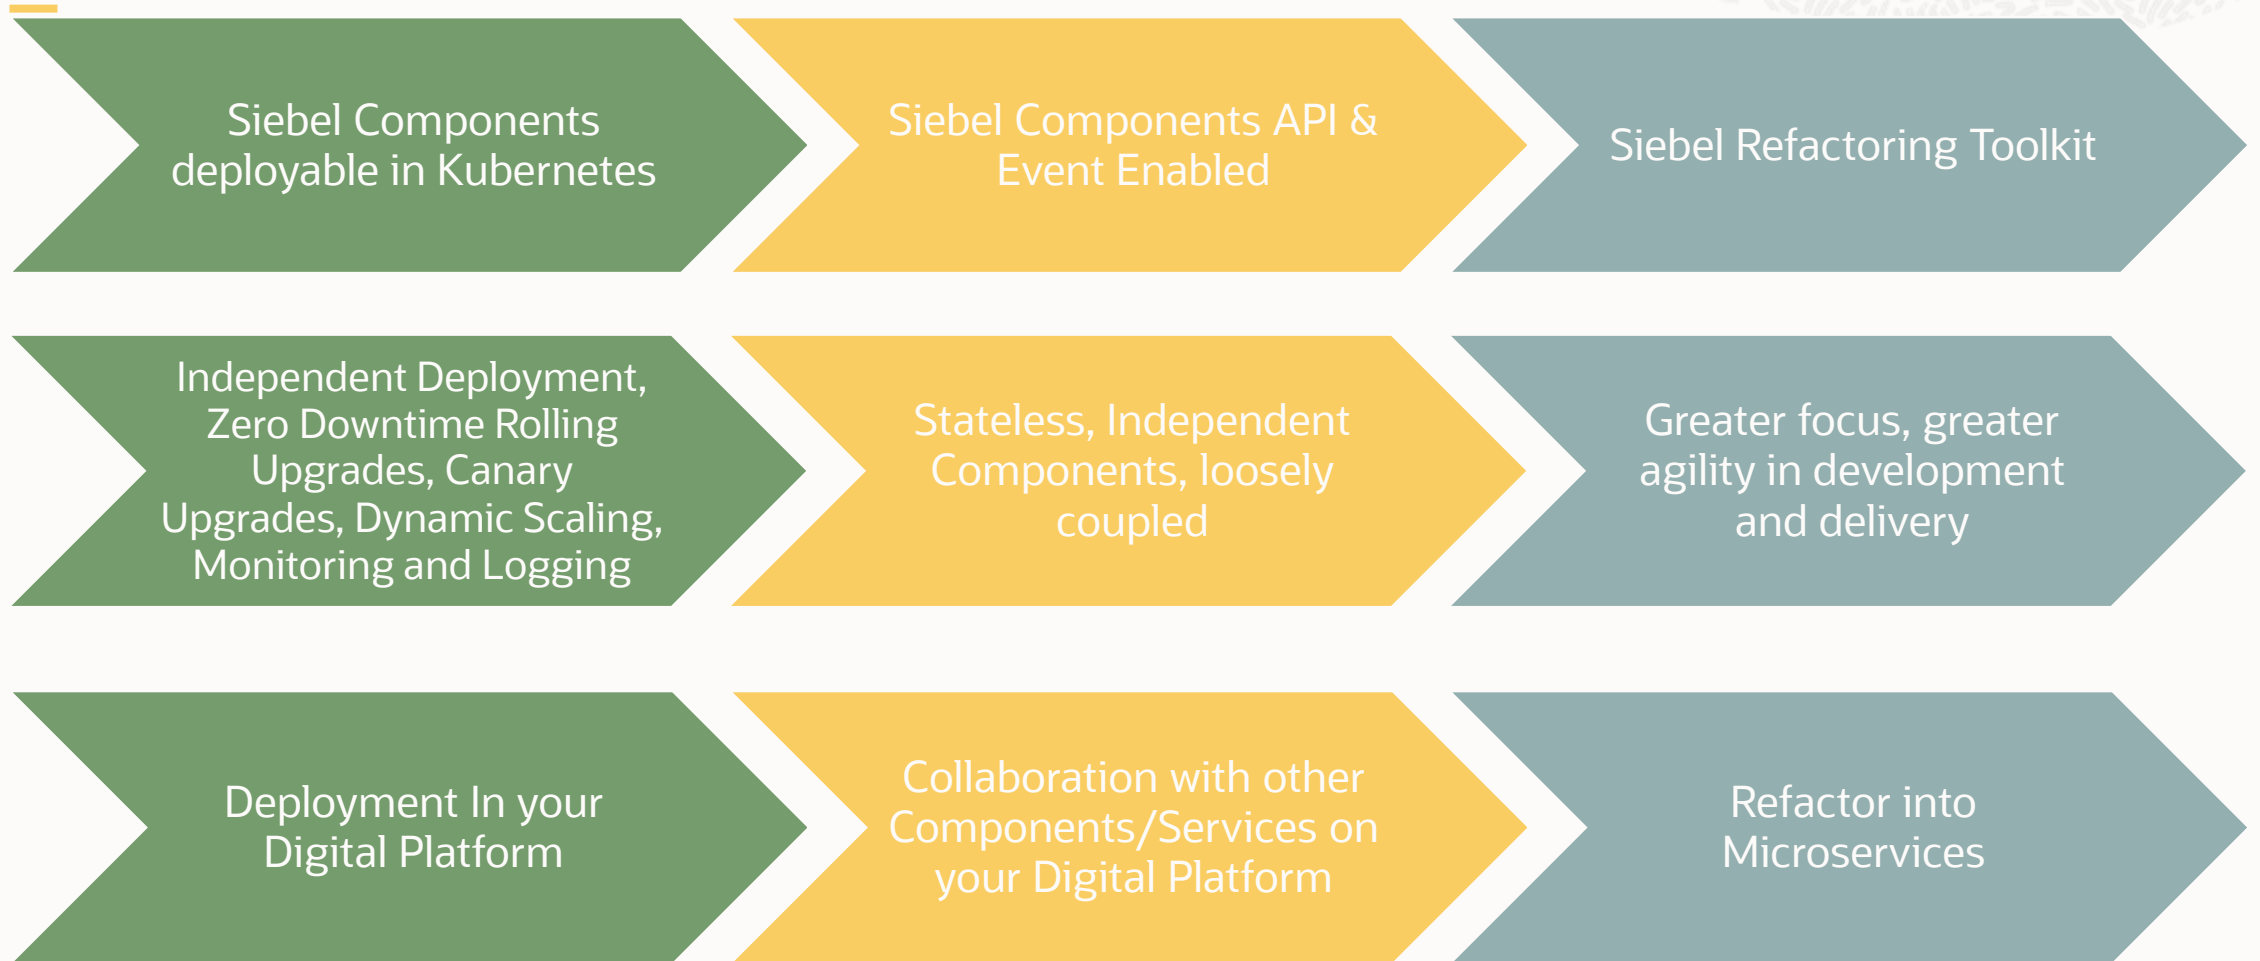 Siebel Components
deployable in Kubernetes
Siebel Components API &
Event Enabled
Siebel Refactoring Toolkit
Independent Deployment,
Zero Downtime Rolling
Upgrades, Canary
Upgrades, Dynamic Scaling,
Monitoring and Logging
Stateless, Independent
Components, loosely
coupled
Greater focus, greater
agility in development
and delivery
Deployment In your
Digital Platform
Collaboration with other
Components/Services on
your Digital Platform
Refactor into
Microservices